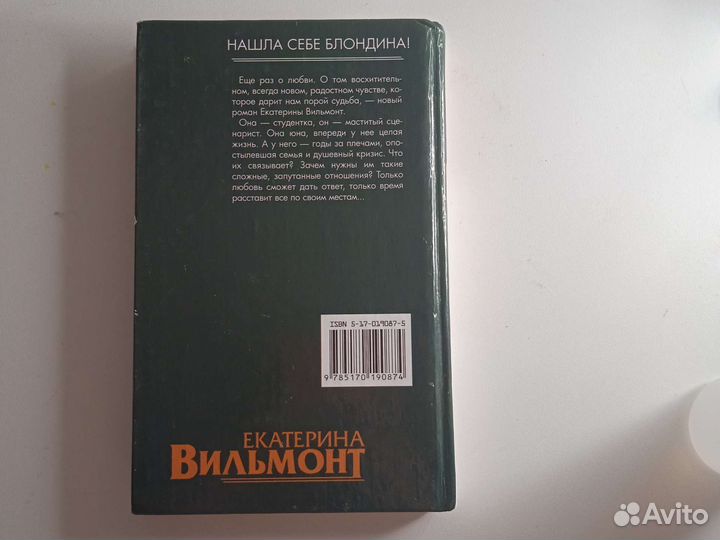 НАШЛА СЕБЕ БЛОНДИНА!
Еще раз о любви. О том восхититель-
ном, всегда новом, радостном чувстве, ко-
торое дарит нам порой судьба, — новый
роман Екатерины Вильмонт.
Она — студентка, он — маститый сце-
нарист. Она юна, впереди у нее целая
жизнь. А у него — годы за плечами, опо-
стылевшая семья и душевный кризис. Что
их связывает? Зачем нужны им такие
сложные, запутанные отношения? Только
любовь сможет дать ответ, только время
расставит все по своим местам...
ISBN 5-17-019087-5
9 785170 190874
ЕКАТЕРИНА
ВИЛЬМОНТ
Avito